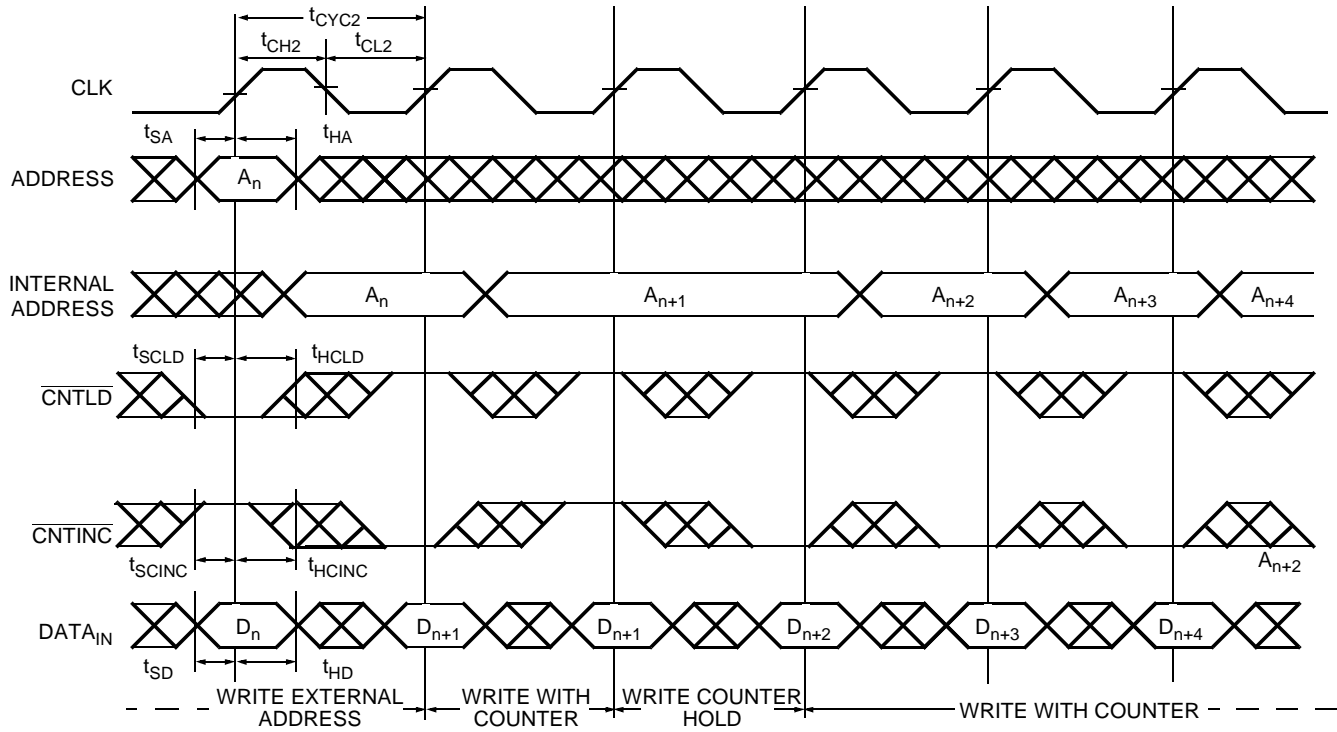 tCYC2
tCH2 tCL2
CLK
tSA tHA
ADDRESS An
INTERNAL
ADDRESS
An An+1 An+2 An+3 An+4
tSCLD tHCLD
CNTLD
CNTINC
tSCINC tHCINC An+2
DATAIN Dn Dn+1 Dn+1 Dn+2 Dn+3 Dn+4
tSD tHD
WRITE EXTERNAL
ADDRESS
WRITE WITH
COUNTER
WRITE COUNTER
HOLD
WRITE WITH COUNTER